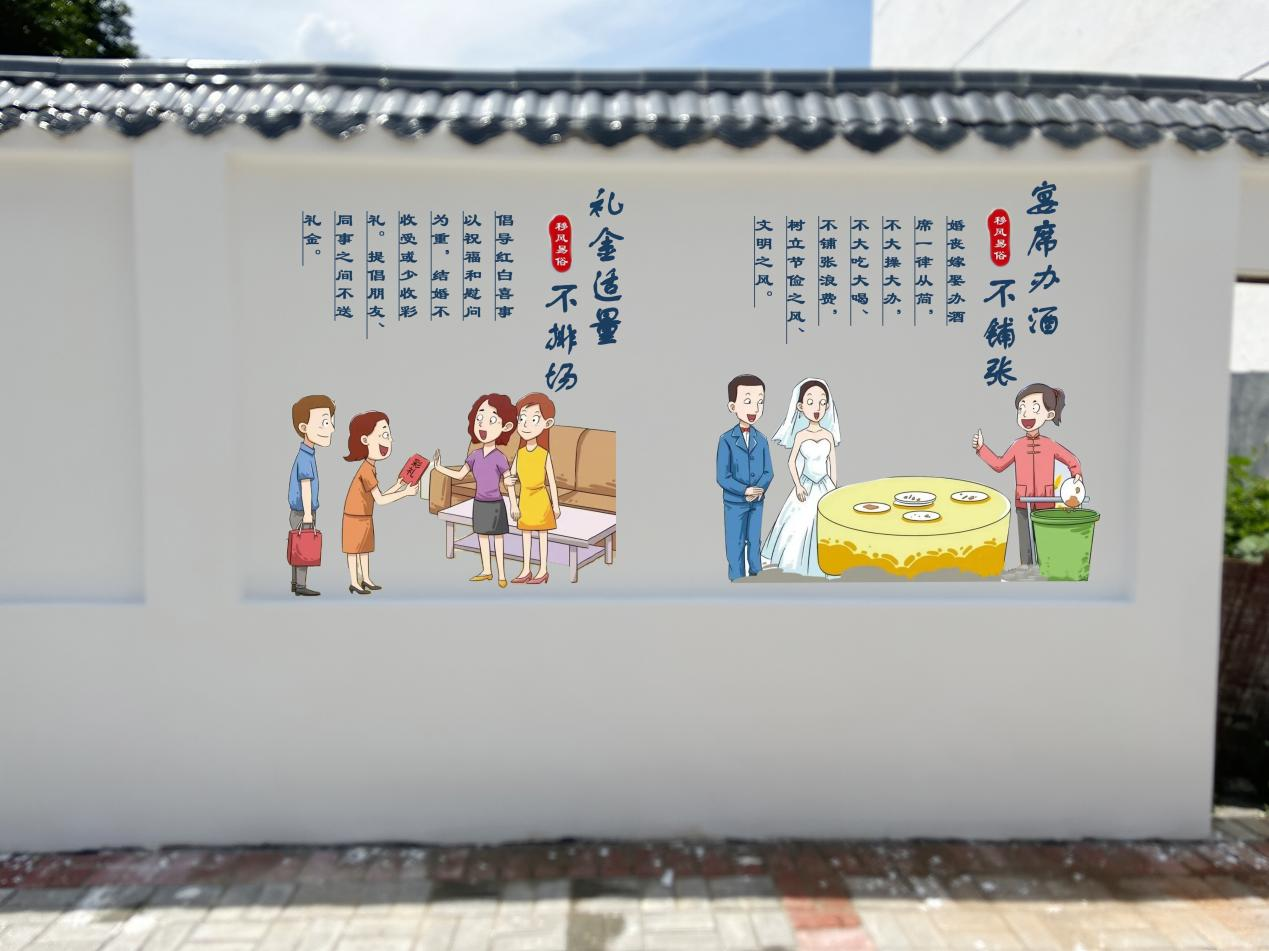 宴席办酒
移风易俗
不铺张
婚丧嫁娶办酒
席一律从简，
不大操大办，
不大吃大喝、
不铺张浪费，
树立节俭之风、
文明之风。
礼金适量
移风易俗
不排场
倡导红白喜事
以祝福和慰问
为重，结婚不
收受或少收彩
礼。提倡朋友、
同事之间不送
礼金。
彩礼